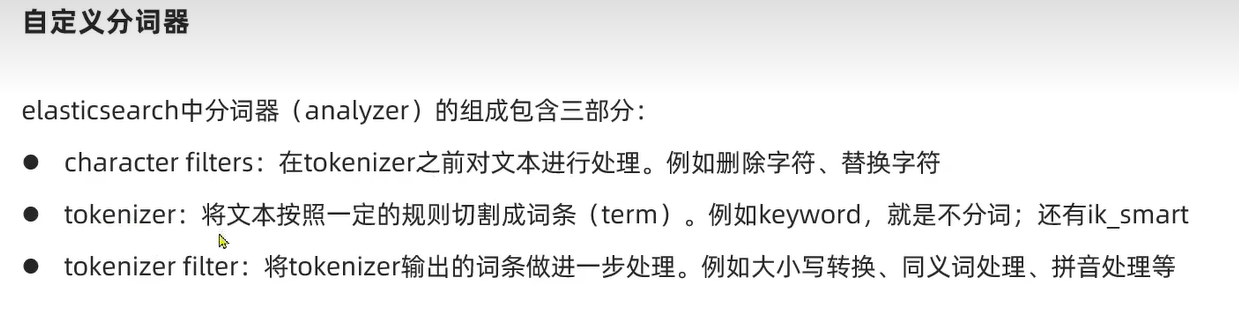 自定义分词器
elasticsearch中分词器（analyzer）的组成包含三部分：
● character filters：在tokenizer之前对文本进行处理。例如删除字符、替换字符
● tokenizer：将文本按照一定的规则切割成词条（term）。例如keyword，就是不分词；还有ik_smart
● tokenizer filter：将tokenizer输出的词条做进一步处理。例如大小写转换、同义词处理、拼音处理等